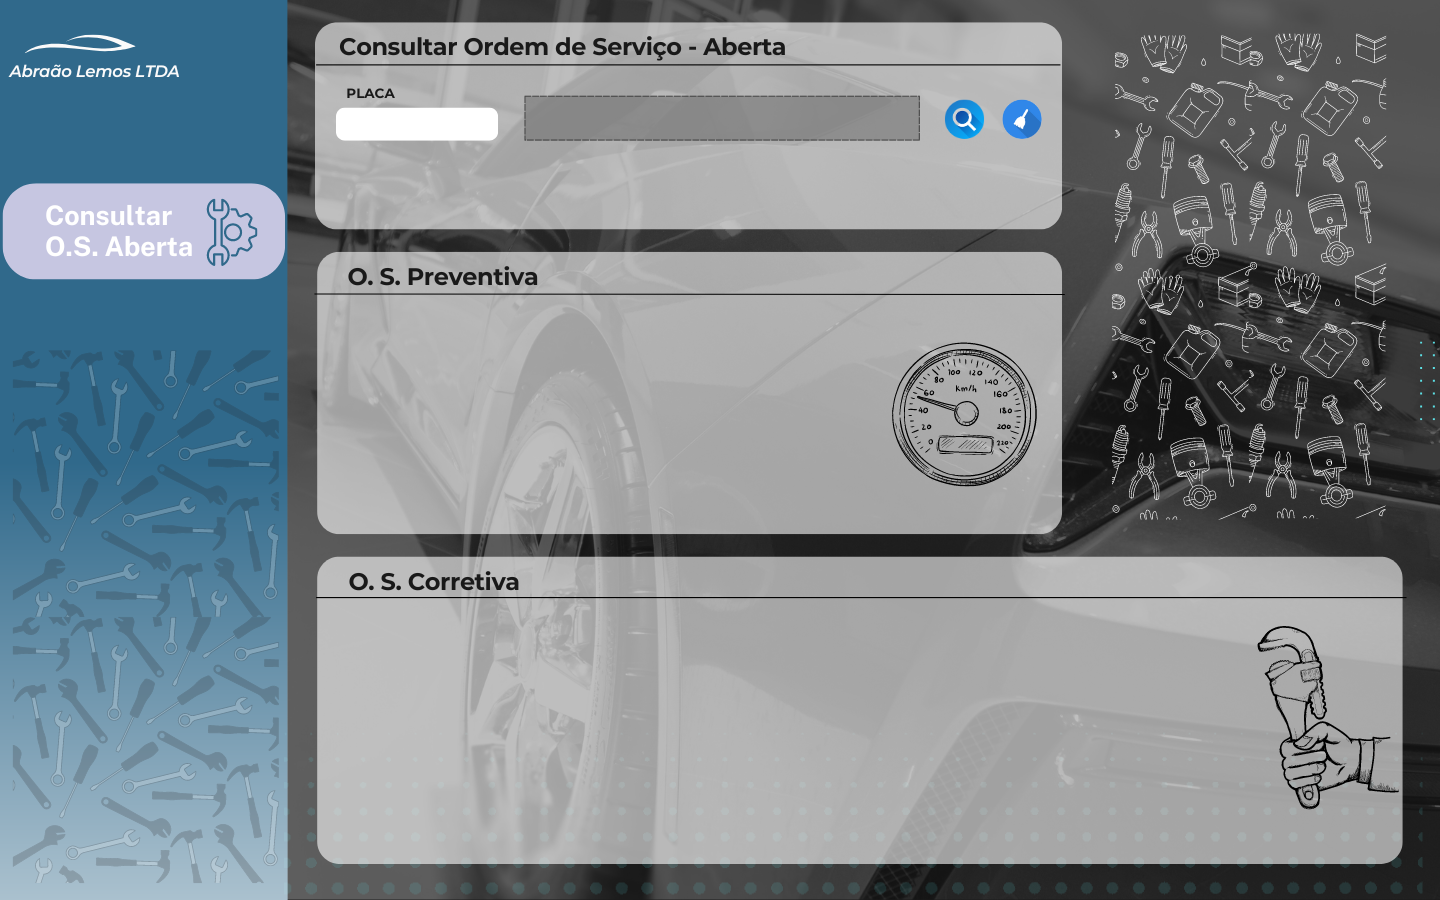 Abraão Lemos LTDA
Consultar
O.S. Aberta
Consultar Ordem de Serviço - Aberta
PLACA
O. S. Preventiva
km/h
0
20
40
60
80
100
120
140
160
180
200
220
O. S. Corretiva